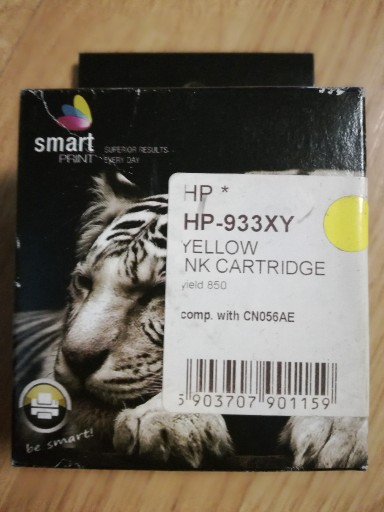 smart
PRINT
SUPERIOR RESULTS
EVERY DAY
HP *
HP-933XY
YELLOW
INK CARTRIDGE
yield 850
comp. with CN056AE
5 903707 901159
be smart!